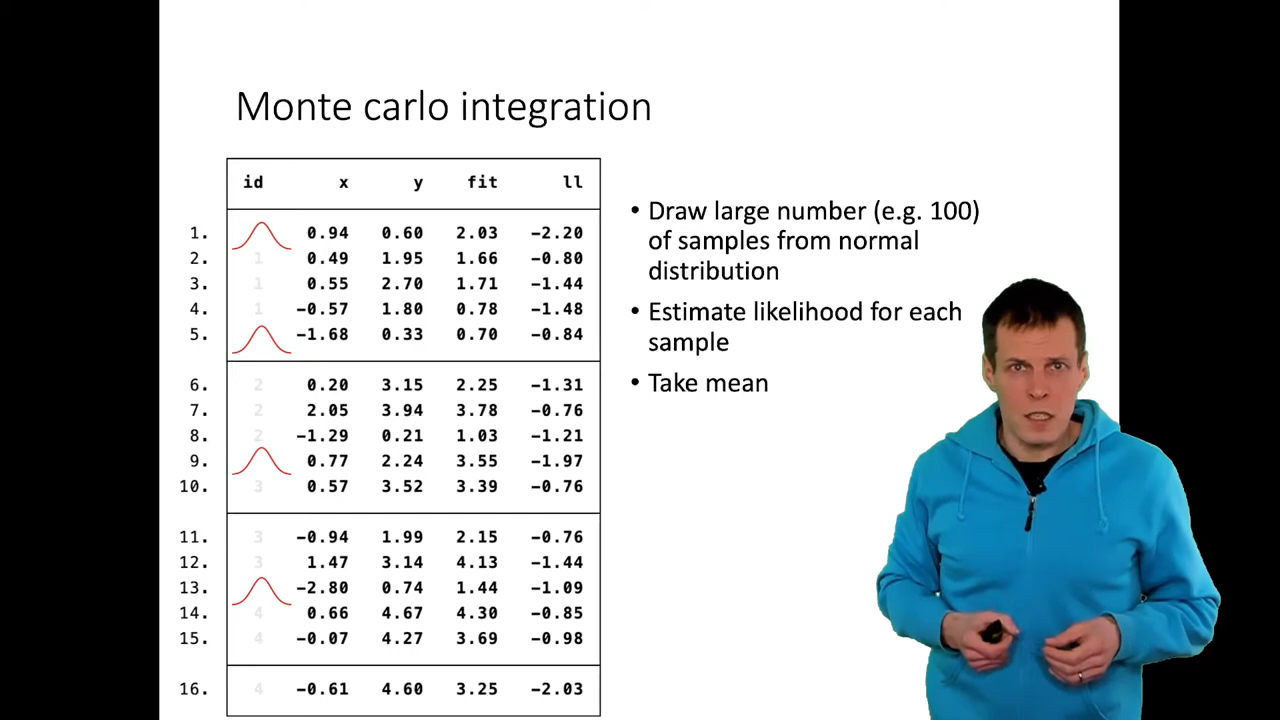 Monte carlo integration
id x y fit ll
1. 0.94 0.60 2.03 -2.20
2. 1 0.49 1.95 1.66 -0.80
3. 1 0.55 2.70 1.71 -1.44
4. 1 -0.57 1.80 0.78 -1.48
5. -1.68 0.33 0.70 -0.84
6. 2 0.20 3.15 2.25 -1.31
7. 2 2.05 3.94 3.78 -0.76
8. 2 -1.29 0.21 1.03 -1.21
9. 0.77 2.24 3.55 -1.97
10. 3 0.57 3.52 3.39 -0.76
11. 3 -0.94 1.99 2.15 -0.76
12. 3 1.47 3.14 4.13 -1.44
13. -2.80 0.74 1.44 -1.09
14. 4 0.66 4.67 4.30 -0.85
15. 4 -0.07 4.27 3.69 -0.98
16. 4 -0.61 4.60 3.25 -2.03
• Draw large number (e.g. 100)
of samples from normal
distribution
• Estimate likelihood for each
sample
• Take mean